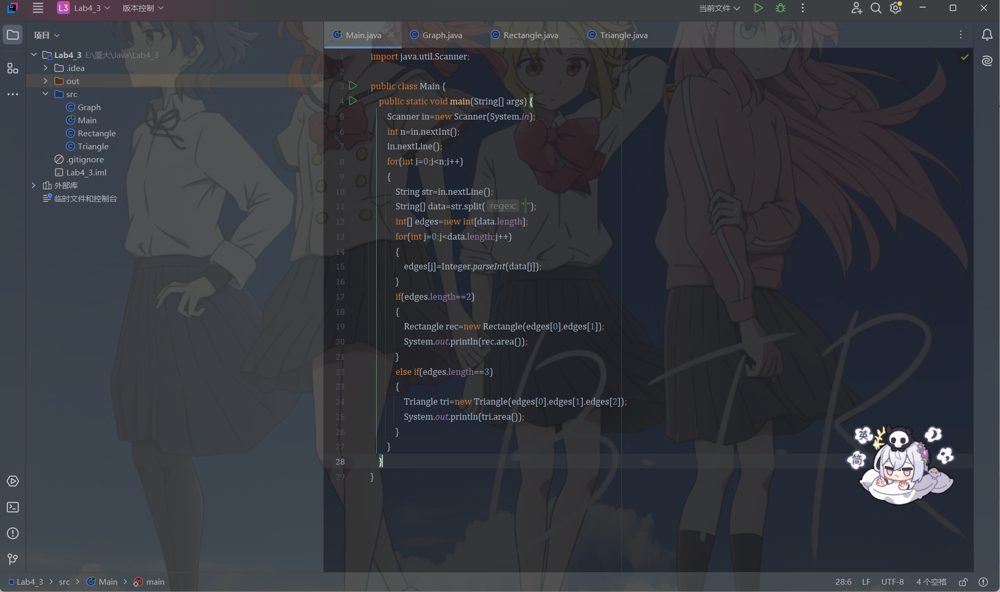 L3 Lab4_3 版本控制 当前文件
项目
Lab4_3 E:\厦大\Java\Lab4_3
.idea
out
src
Graph
Main
Rectangle
Triangle
.gitignore
Lab4_3.iml
外部库
临时文件和控制台
Main.java Graph.java Rectangle.java Triangle.java
1 import java.util.Scanner;
2
3 public class Main {
4 public static void main(String[] args) {
5 Scanner in=new Scanner(System.in);
6 int n=in.nextInt();
7 in.nextLine();
8 for(int i=0;i<n;i++)
9 {
10 String str=in.nextLine();
11 String[] data=str.split( regex: " ");
12 int[] edges=new int[data.length];
13 for(int j=0;j<data.length;j++)
14 {
15 edges[j]=Integer.parseInt(data[j]);
16 }
17 if(edges.length==2)
18 {
19 Rectangle rec=new Rectangle(edges[0],edges[1]);
20 System.out.println(rec.area());
21 }
22 else if(edges.length==3)
23 {
24 Triangle tri=new Triangle(edges[0],edges[1],edges[2]);
25 System.out.println(tri.area());
26 }
27 }
28 }
29 }
英
简
Lab4_3 > src > Main > main
28:6 LF UTF-8 4 个空格